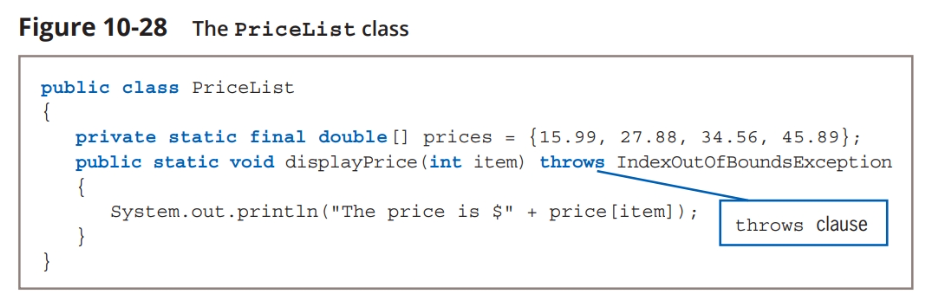 Figure 10-28 The PriceList class
public class PriceList
{
private static final double[] prices = {15.99, 27.88, 34.56, 45.89};
public static void displayPrice(int item) throws IndexOutOfBoundsException
{
System.out.println("The price is $" + price[item]);
}
}
throws clause